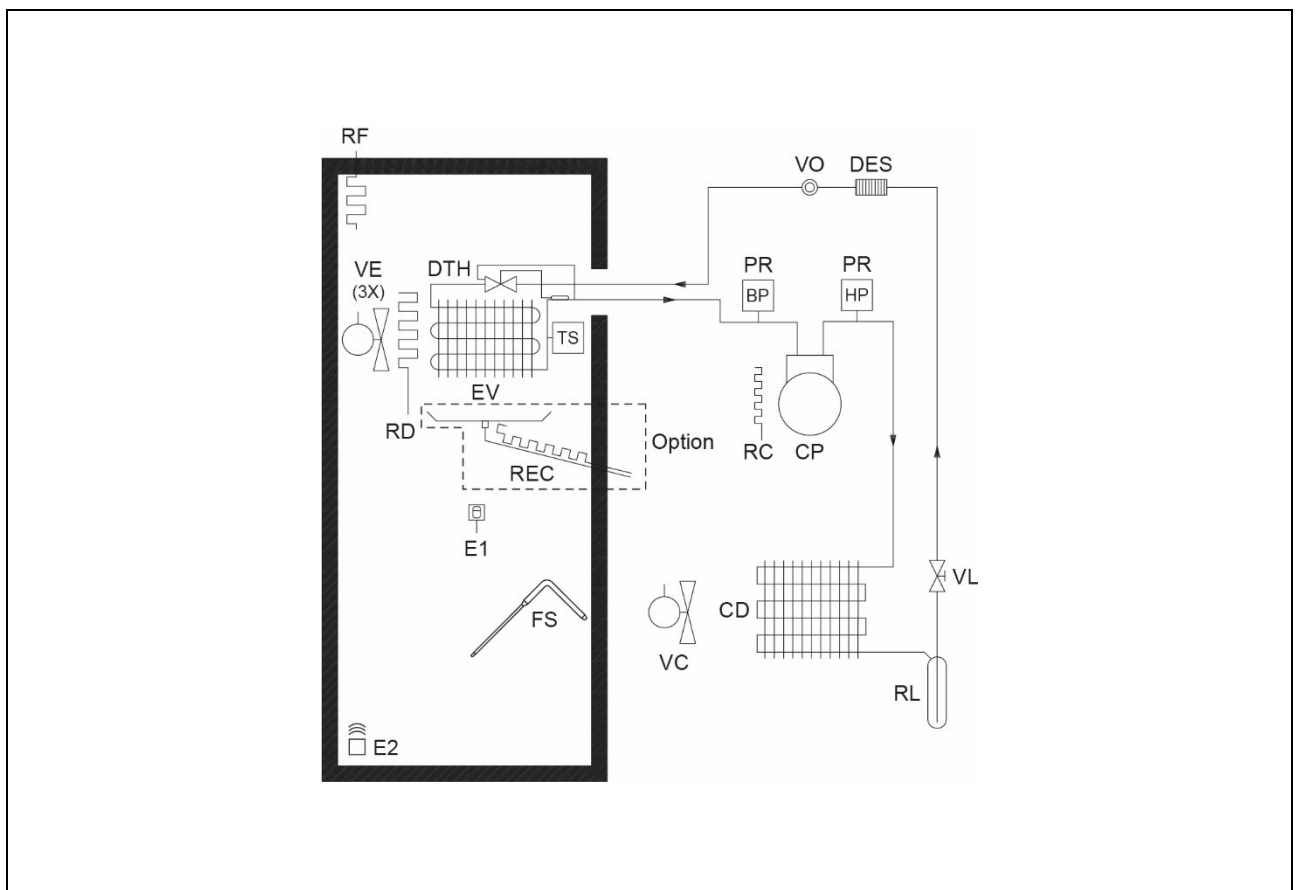 RF
VO
DES
VE
(3X)
DTH
PR
PR
BP
HP
TS
EV
RD
Option
REC
RC
CP
E1
FS
CD
VL
VC
RL
E2